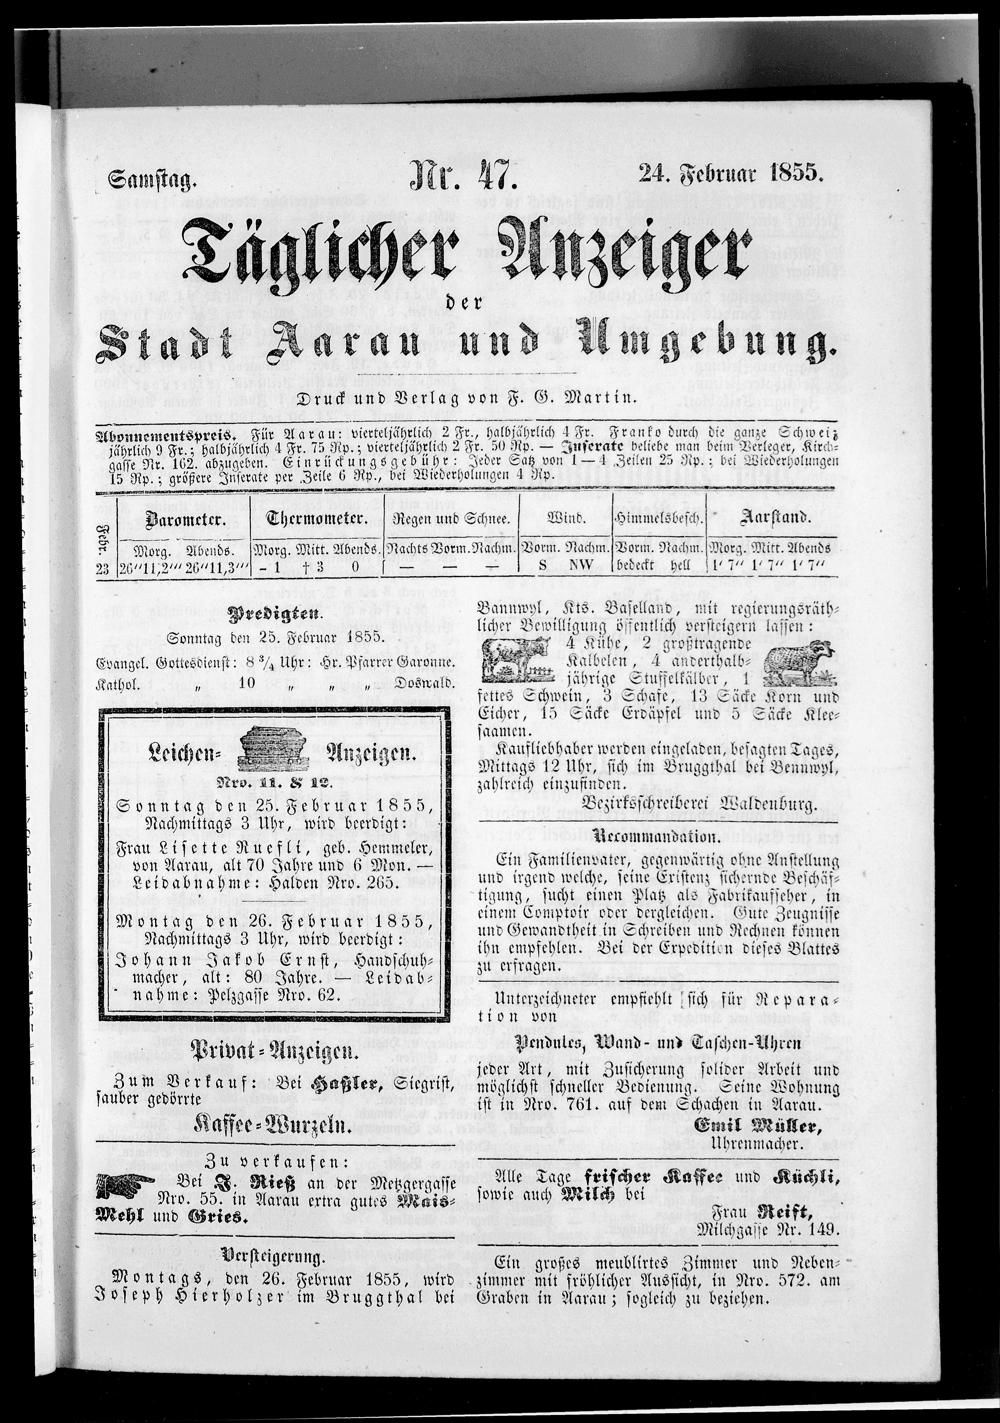 Samstag. Nr. 47. 24. Februar 1855.
Täglicher Anzeiger
der
Stadt Aarau und Umgebung.
Druck und Verlag von F. G. Martin.
Abonnementspreis. Für Aarau: vierteljährlich 2 Fr., halbjährlich 4 Fr. Franko durch die ganze Schweiz
jährlich 9 Fr.; halbjährlich 4 Fr. 75 Rp.; vierteljährlich 2 Fr. 50 Rp. — Inserate beliebe man beim Verleger, Kirch-
gasse Nr. 162. abzugeben. Einrückungsgebühr: Jeder Satz von 1—4 Zeilen 25 Rp.; bei Wiederholungen
15 Rp.; größere Inserate per Zeile 6 Rp., bei Wiederholungen 4 Rp.
Febr. Barometer. Thermometer. Regen und Schnee. Wind. Himmelsbesch. Aarstand.
Morg. Abends. Morg. Mitt. Abends. Nachts Vorm. Nachm. Vorm. Nachm. Vorm. Nachm. Morg. Mitt. Abends
23 26"11,2"' 26"11,3"' – 1 † 3 0 — — — S NW bedeckt hell 1' 7" 1' 7" 1' 7"
Predigten.
Sonntag den 25. Februar 1855.
Evangel. Gottesdienst: 8 3/4 Uhr: Hr. Pfarrer Garonne.
Kathol. „ 10 „ „ „ Doswald.
Leichen- Anzeigen.
Nro. 11. & 12.
Sonntag den 25. Februar 1855,
Nachmittags 3 Uhr, wird beerdigt:
Frau Lisette Ruefli, geb. Hemmeler,
von Aarau, alt 70 Jahre und 6 Mon. —
Leidabnahme: Halden Nro. 265.
Montag den 26. Februar 1855,
Nachmittags 3 Uhr, wird beerdigt:
Johann Jakob Ernst, Handschuh-
macher, alt: 80 Jahre. — Leidab-
nahme: Pelzgasse Nro. 62.
Privat-Anzeigen.
Zum Verkauf: Bei Haßler, Siegrist,
sauber gedörrte
Kaffee-Wurzeln.
Zu verkaufen:
Bei J. Rieß an der Metzgergasse
Nro. 55. in Aarau extra gutes Mais-
Mehl und Gries.
Versteigerung.
Montags, den 26. Februar 1855, wird
Joseph Hierholzer im Bruggthal bei
Bannwyl, Kts. Baselland, mit regierungsräth-
licher Bewilligung öffentlich versteigern lassen:
4 Kühe, 2 großtragende
Kalbelen, 4 anderthalb-
jährige Stusselkälber, 1
fettes Schwein, 3 Schafe, 13 Säcke Korn und
Eicher, 15 Säcke Erdäpfel und 5 Säcke Klee-
saamen.
Kaufliebhaber werden eingeladen, besagten Tages,
Mittags 12 Uhr, sich im Bruggthal bei Bennwyl,
zahlreich einzufinden.
Bezirksschreiberei Waldenburg.
Recommandation.
Ein Familienvater, gegenwärtig ohne Anstellung
und irgend welche, seine Existenz sichernde Beschäf-
tigung, sucht einen Platz als Fabrikaufseher, in
einem Comptoir oder dergleichen. Gute Zeugnisse
und Gewandtheit in Schreiben und Rechnen können
ihn empfehlen. Bei der Expedition dieses Blattes
zu erfragen.
Unterzeichneter empfiehlt sich für Repara-
tion von
Pendules, Wand- und Taschen-Uhren
jeder Art, mit Zusicherung solider Arbeit und
möglichst schneller Bedienung. Seine Wohnung
ist in Nro. 761. auf dem Schachen in Aarau.
Emil Müller,
Uhrenmacher.
Alle Tage frischer Kaffee und Küchli,
sowie auch Milch bei
Frau Reift,
Milchgasse Nr. 149.
Ein großes meublirtes Zimmer und Neben-
zimmer mit fröhlicher Aussicht, in Nro. 572. am
Graben in Aarau; sogleich zu beziehen.